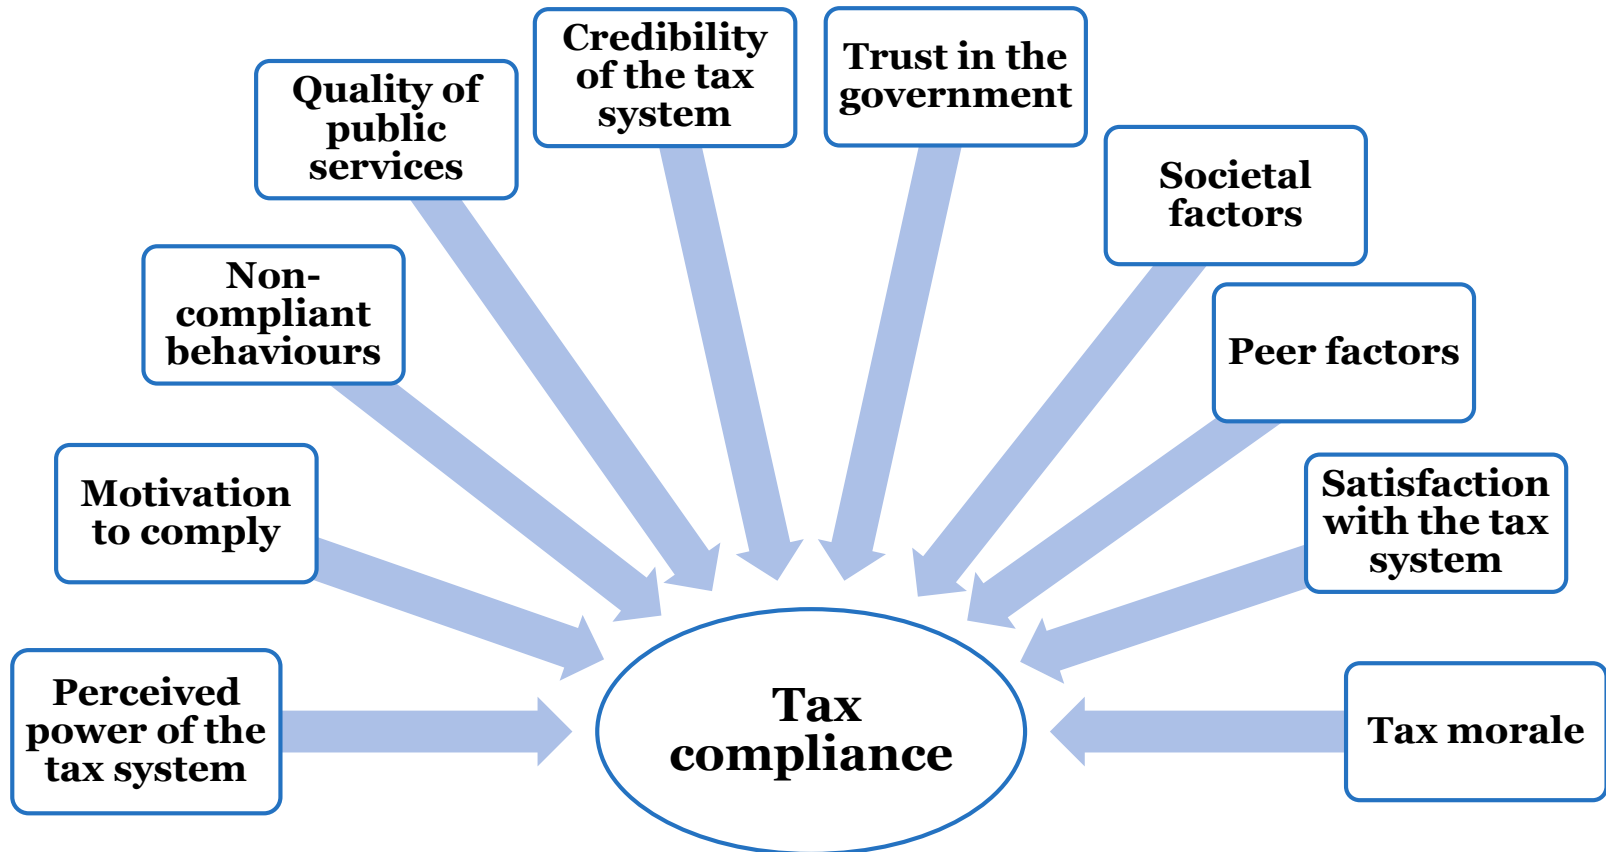 Credibility
of the tax
system
Trust in the
government
Quality of
public
services
Societal
factors
Non-
compliant
behaviours
Peer factors
Motivation
to comply
Satisfaction
with the tax
system
Perceived
power of the
tax system
Tax
compliance
Tax morale